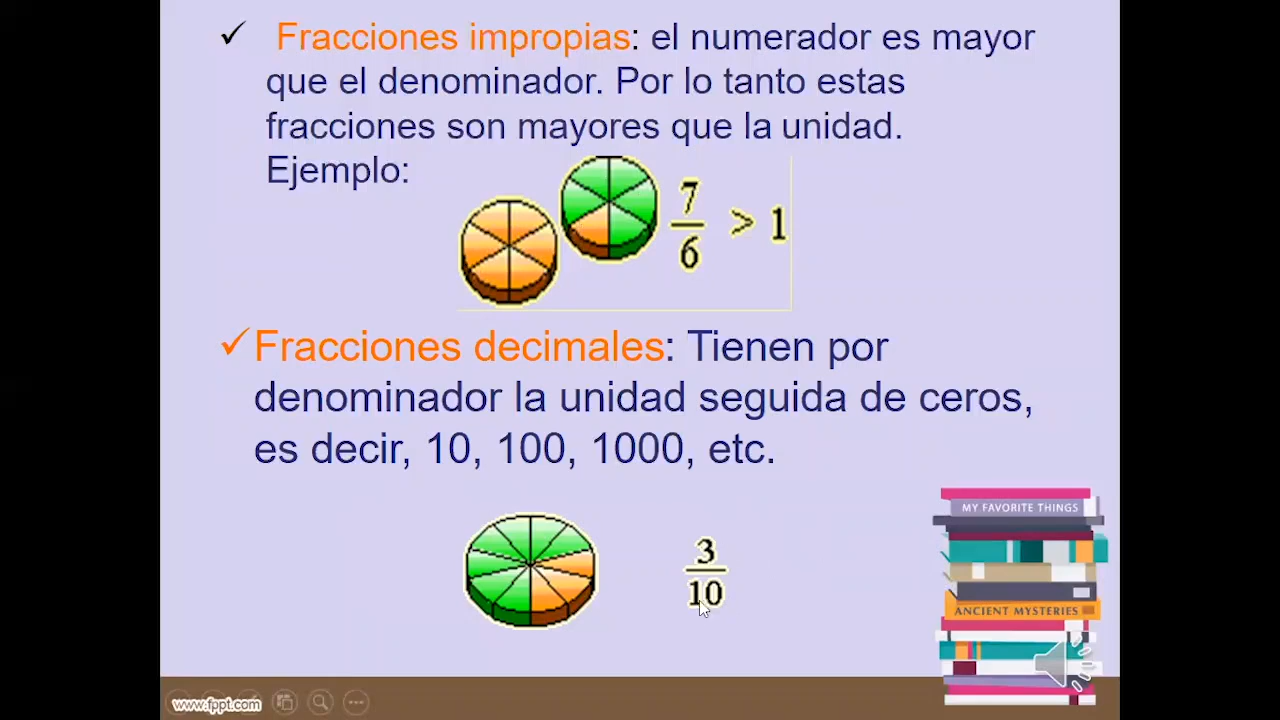 ✓ Fracciones impropias: el numerador es mayor
que el denominador. Por lo tanto estas
fracciones son mayores que la unidad.
Ejemplo:
7/6 > 1
✓Fracciones decimales: Tienen por
denominador la unidad seguida de ceros,
es decir, 10, 100, 1000, etc.
3/10
MY FAVORITE THINGS
ANCIENT MYSTERIES
www.fppt.com